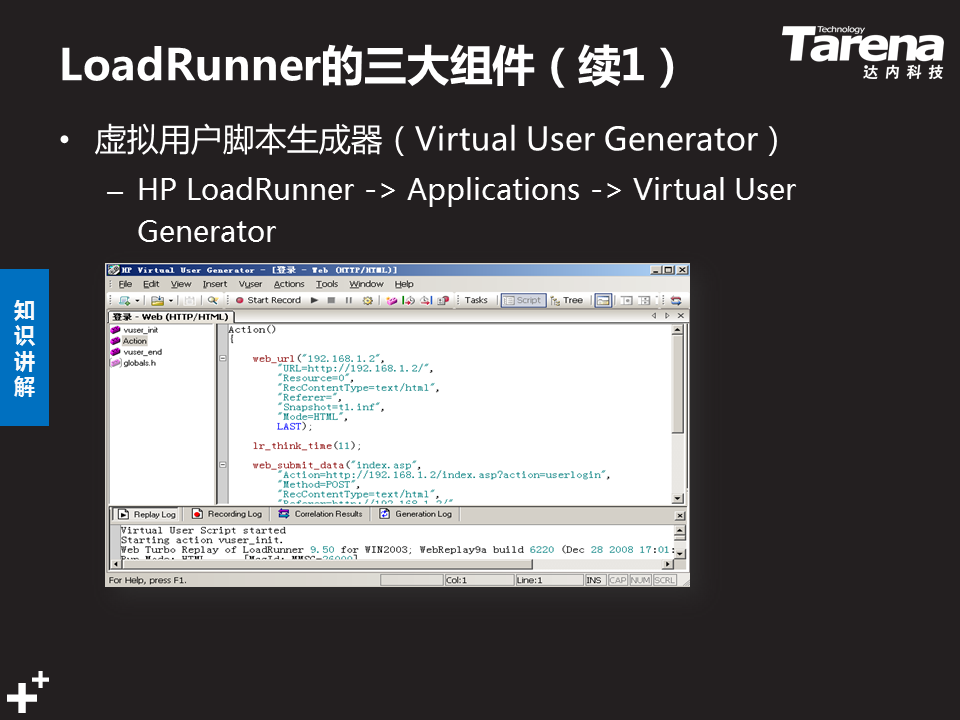 LoadRunner的三大组件（续1）
Technology
Tarena
达内科技
• 虚拟用户脚本生成器（Virtual User Generator）
– HP LoadRunner -> Applications -> Virtual User
Generator
知识讲解
HP Virtual User Generator - [登录 - Web (HTTP/HTML)]
File Edit View Insert Vuser Actions Tools Window Help
Start Record Tasks Script Tree
登录 - Web (HTTP/HTML)
vuser_init
Action
vuser_end
globals.h
Action()
{
web_url("192.168.1.2",
"URL=http://192.168.1.2/",
"Resource=0",
"RecContentType=text/html",
"Referer=",
"Snapshot=t1.inf",
"Mode=HTML",
LAST);
lr_think_time(11);
web_submit_data("index.asp",
"Action=http://192.168.1.2/index.asp?action=userlogin",
"Method=POST",
"RecContentType=text/html",
"Referer=http://192.168.1.2/"
Replay Log Recording Log Correlation Results Generation Log
Virtual User Script started
Starting action vuser_init.
Web Turbo Replay of LoadRunner 9.50 for WIN2003; WebReplay9a build 6220 (Dec 28 2008 17:01:
For Help, press F1. Col:1 Line:1 INS CAP NUM SCRL